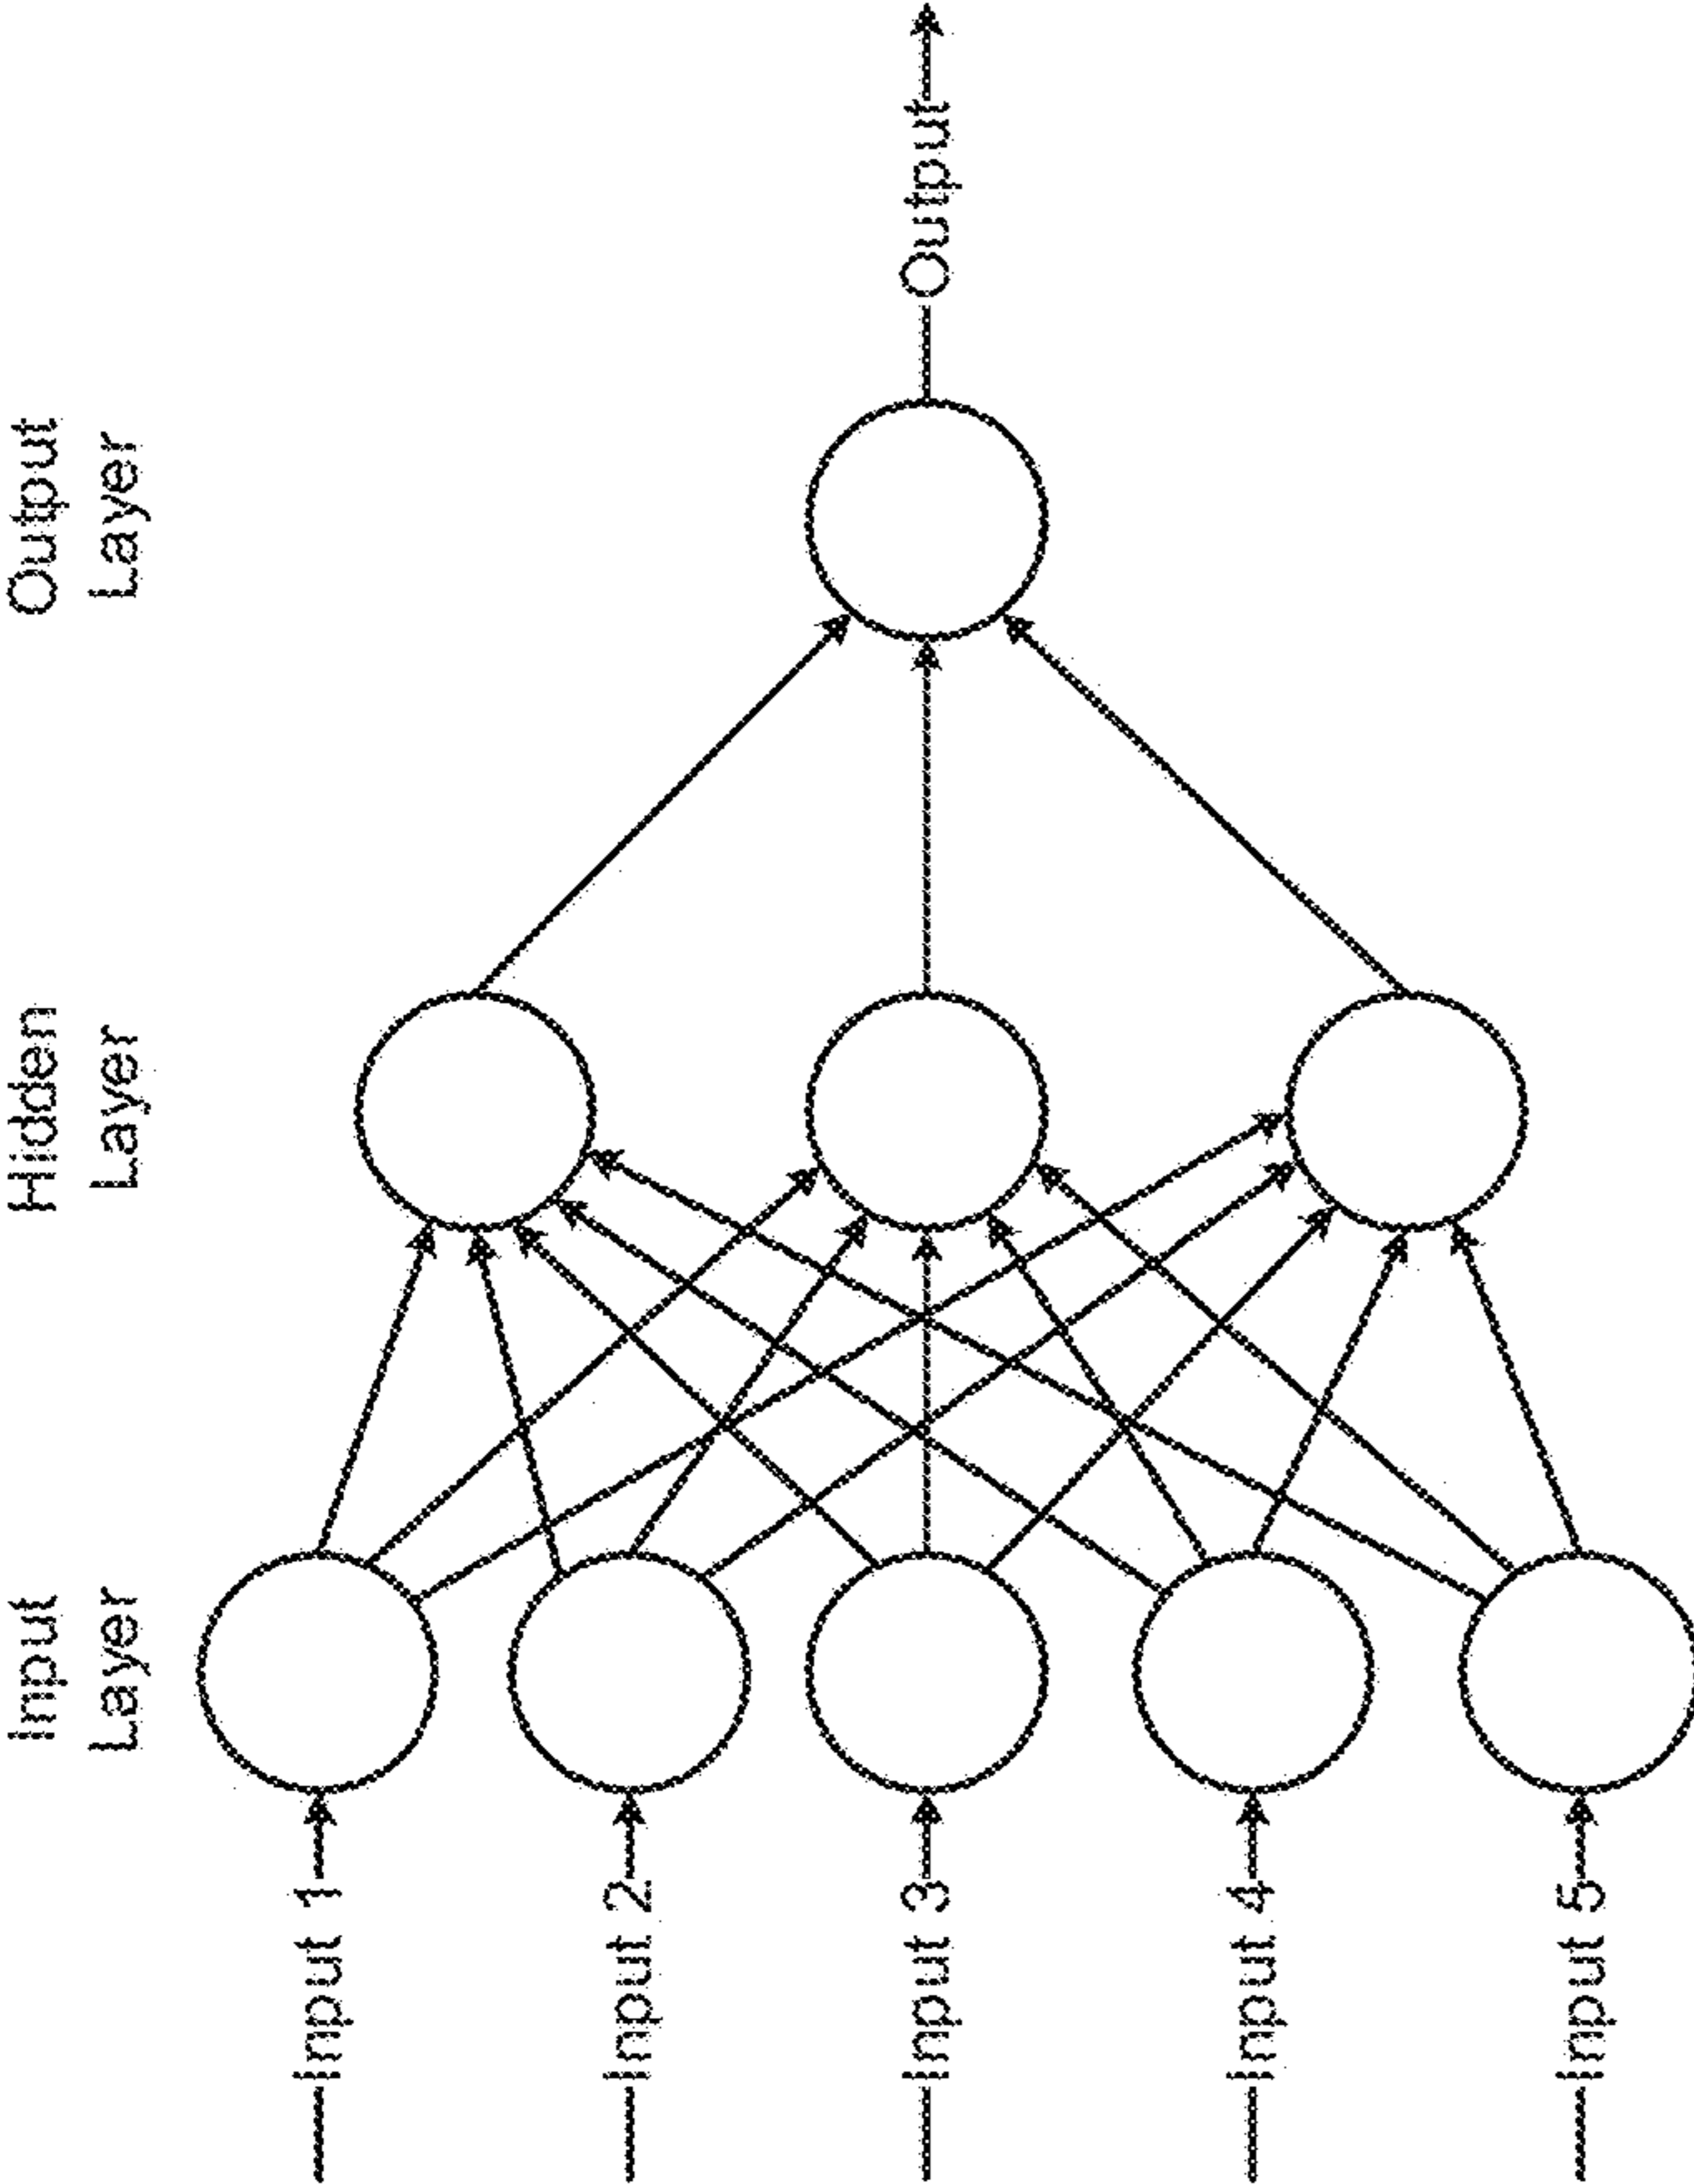 Input
Layer
Hidden
Layer
Output
Layer
Input 1
Input 2
Input 3
Input 4
Input 5
Output